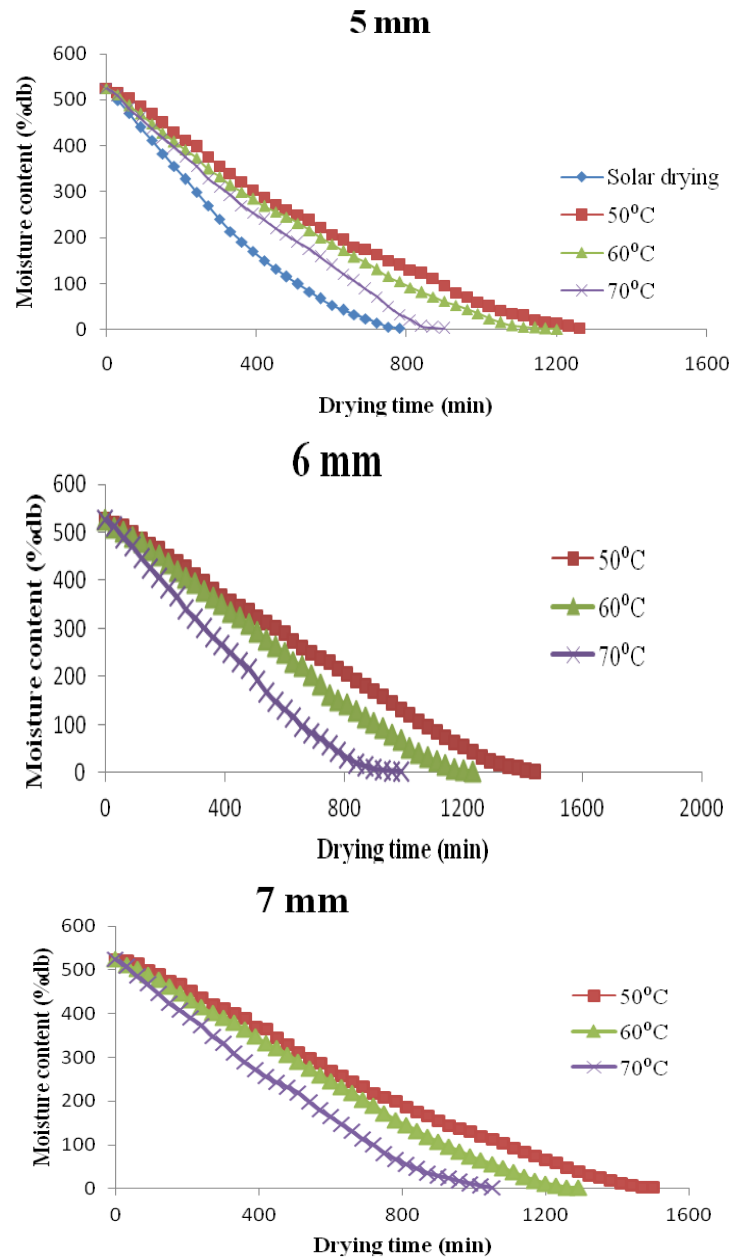 5 mm
600
500
400
300
200
100
0
Moisture content (%db)
Solar drying
50⁰C
60⁰C
70⁰C
0
400
800
1200
1600
Drying time (min)
6 mm
600
500
400
300
200
100
0
Moisture content (%db)
50⁰C
60⁰C
70⁰C
0
400
800
1200
1600
2000
Drying time (min)
7 mm
600
500
400
300
200
100
0
Moisture content (%db)
50⁰C
60⁰C
70⁰C
0
400
800
1200
1600
Drying time (min)